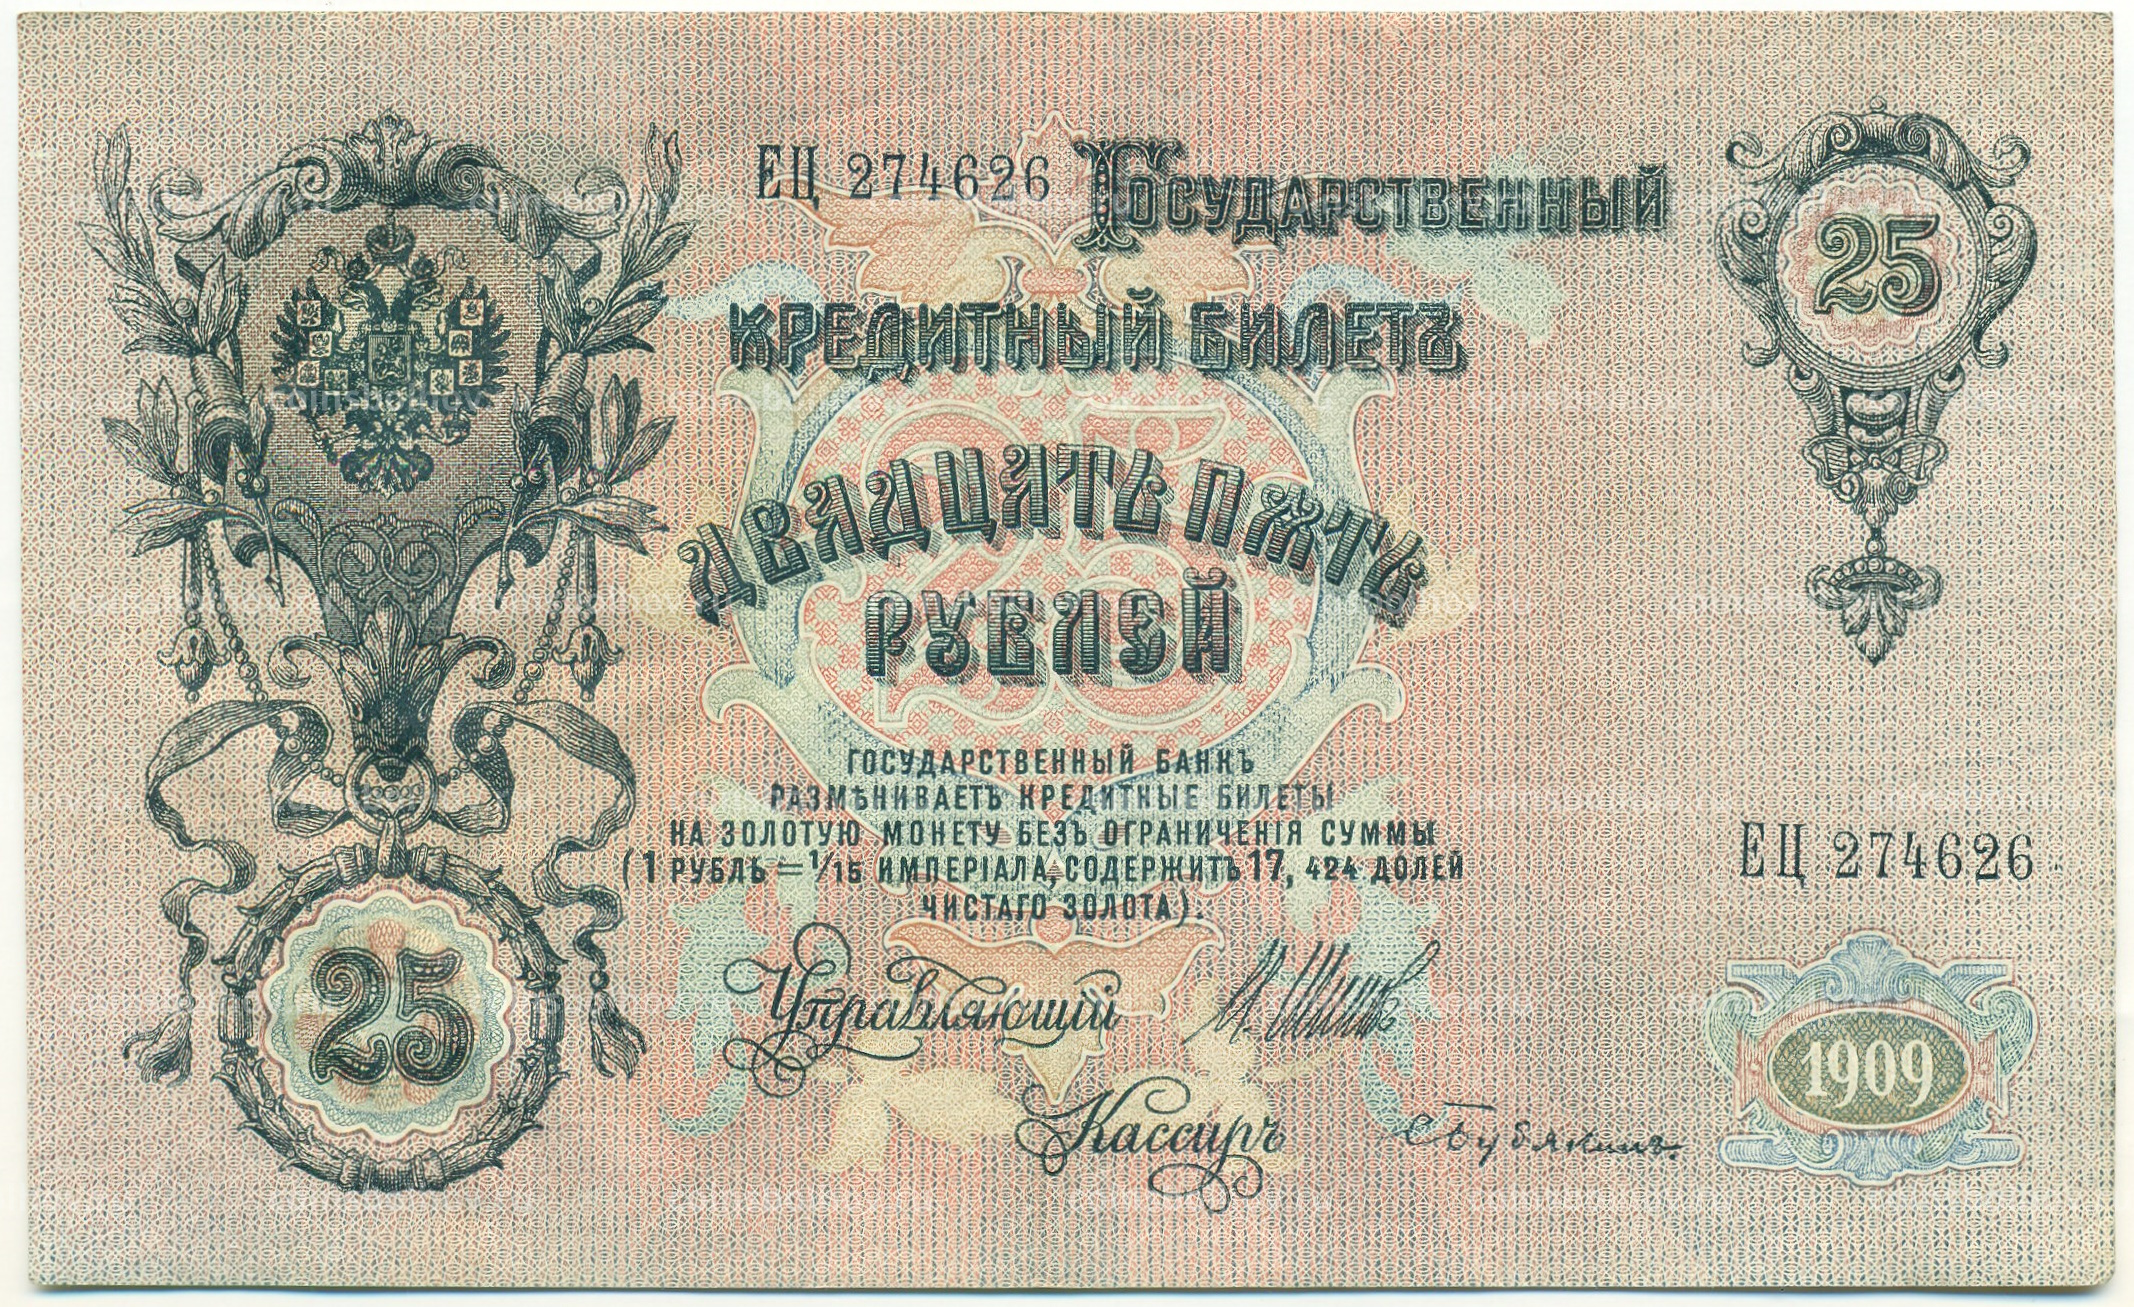 ЕЦ 274626 ГОСУДАРСТВЕННЫЙ
25
КРЕДИТНЫЙ БИЛЕТЪ
ДВАДЦАТЬ ПЯТЬ
РУБЛЕЙ
ГОСУДАРСТВЕННЫЙ БАНКЪ
РАЗМѢНИВАЕТЪ КРЕДИТНЫЕ БИЛЕТЫ
НА ЗОЛОТУЮ МОНЕТУ БЕЗЪ ОГРАНИЧЕНІЯ СУММЫ
(1 РУБЛЬ = 1/15 ИМПЕРІАЛА, СОДЕРЖИТЪ 17, 424 ДОЛЕЙ
ЧИСТАГО ЗОЛОТА).
ЕЦ 274626
25
Управляющій
Кассиръ
1909